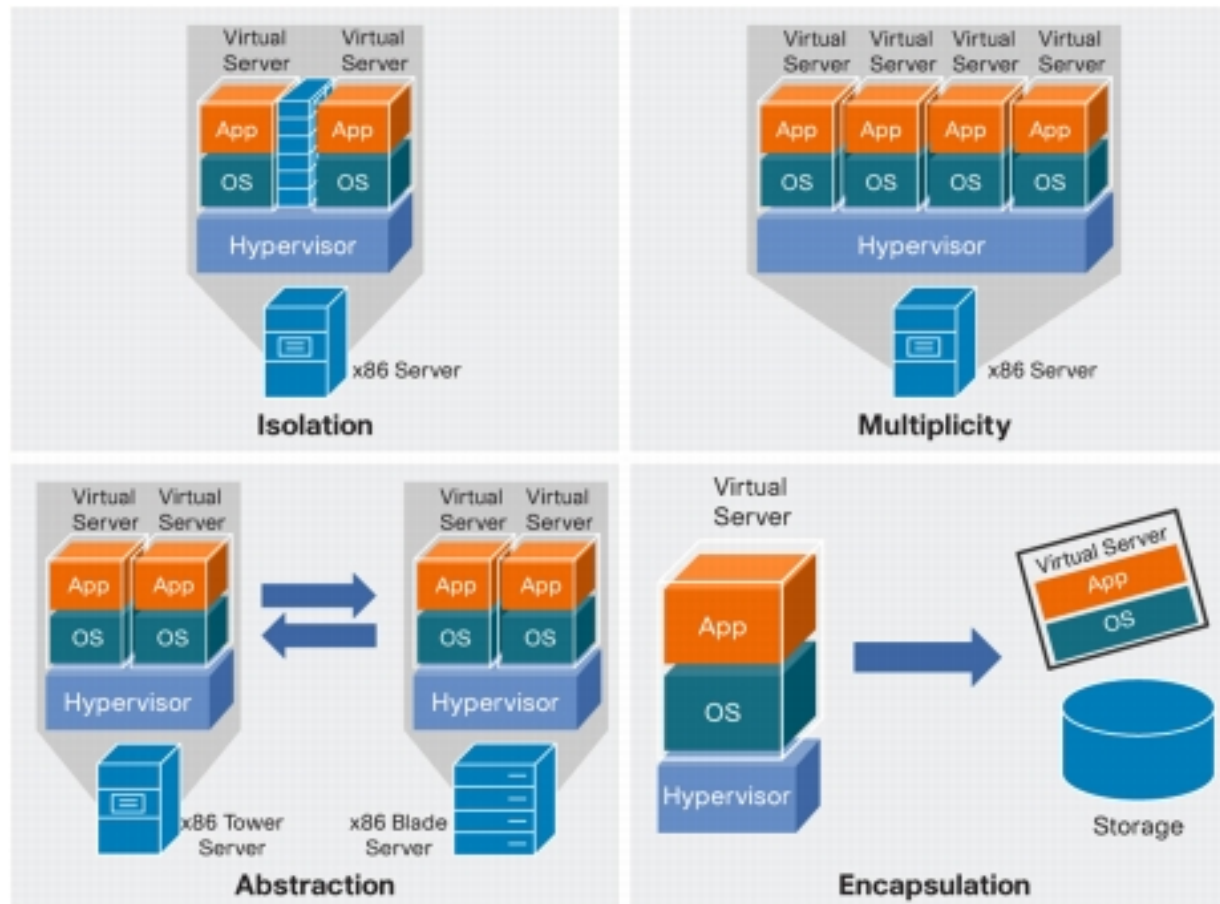 Virtual Server
Virtual Server
App
App
OS
OS
Hypervisor
x86 Server
Isolation
Virtual Server
Virtual Server
Virtual Server
Virtual Server
App
App
App
App
OS
OS
OS
OS
Hypervisor
x86 Server
Multiplicity
Virtual Server
Virtual Server
App
App
OS
OS
Hypervisor
x86 Tower Server
Virtual Server
Virtual Server
App
App
OS
OS
Hypervisor
x86 Blade Server
Abstraction
Virtual Server
App
OS
Hypervisor
Virtual Server
App
OS
Storage
Encapsulation